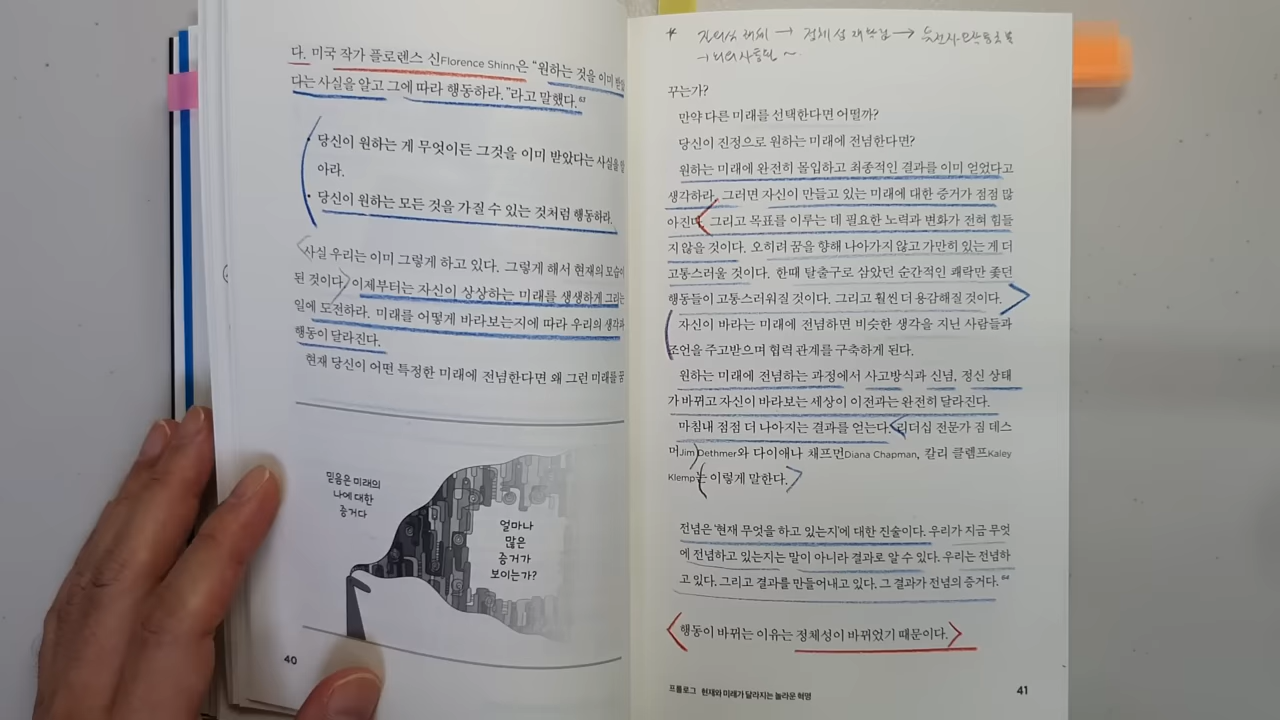 다. 미국 작가 플로렌스 신Florence Shinn은 “원하는 것을 이미 받았
다는 사실을 알고 그에 따라 행동하라.”라고 말했다.⁶³
• 당신이 원하는 게 무엇이든 그것을 이미 받았다는 사실을 알
아라.
• 당신이 원하는 모든 것을 가질 수 있는 것처럼 행동하라.
사실 우리는 이미 그렇게 하고 있다. 그렇게 해서 현재의 모습이
된 것이다. 이제부터는 자신이 상상하는 미래를 생생하게 그리는
일에 도전하라. 미래를 어떻게 바라보는지에 따라 우리의 생각과
행동이 달라진다.
현재 당신이 어떤 특정한 미래에 전념한다면 왜 그런 미래를 꿈
믿음은 미래의
나에 대한
증거다
얼마나
많은
증거가
보이는가?
40
꾸는가?
만약 다른 미래를 선택한다면 어떨까?
당신이 진정으로 원하는 미래에 전념한다면?
원하는 미래에 완전히 몰입하고 최종적인 결과를 이미 얻었다고
생각하라. 그러면 자신이 만들고 있는 미래에 대한 증거가 점점 많
아진다. 그리고 목표를 이루는 데 필요한 노력과 변화가 전혀 힘들
지 않을 것이다. 오히려 꿈을 향해 나아가지 않고 가만히 있는 게 더
고통스러울 것이다. 한때 탈출구로 삼았던 순간적인 쾌락만 좇던
행동들이 고통스러워질 것이다. 그리고 훨씬 더 용감해질 것이다.
자신이 바라는 미래에 전념하면 비슷한 생각을 지닌 사람들과
조언을 주고받으며 협력 관계를 구축하게 된다.
원하는 미래에 전념하는 과정에서 사고방식과 신념, 정신 상태
가 바뀌고 자신이 바라보는 세상이 이전과는 완전히 달라진다.
마침내 점점 더 나아지는 결과를 얻는다. 리더십 전문가 짐 데스
머Jim Dethmer와 다이애나 채프먼Diana Chapman, 칼리 클렘프Kaley
Klemp는 이렇게 말한다.
전념은 ‘현재 무엇을 하고 있는지’에 대한 진술이다. 우리가 지금 무엇
에 전념하고 있는지는 말이 아니라 결과로 알 수 있다. 우리는 전념하
고 있다. 그리고 결과를 만들어내고 있다. 그 결과가 전념의 증거다.⁶⁴
행동이 바뀌는 이유는 정체성이 바뀌었기 때문이다.
프롤로그 현재와 미래가 달라지는 놀라운 혁명
41